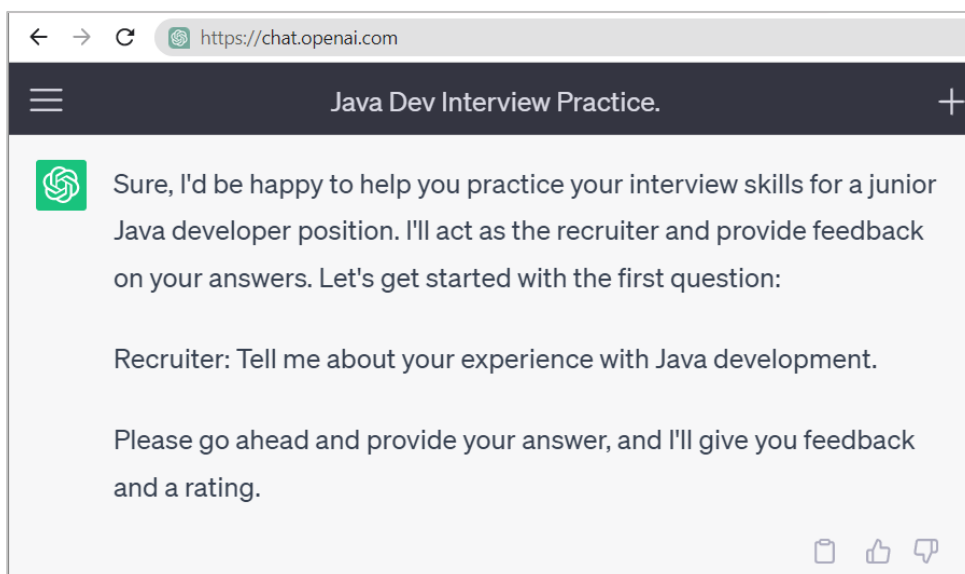 https://chat.openai.com
Java Dev Interview Practice.
Sure, I'd be happy to help you practice your interview skills for a junior
Java developer position. I'll act as the recruiter and provide feedback
on your answers. Let's get started with the first question:
Recruiter: Tell me about your experience with Java development.
Please go ahead and provide your answer, and I'll give you feedback
and a rating.